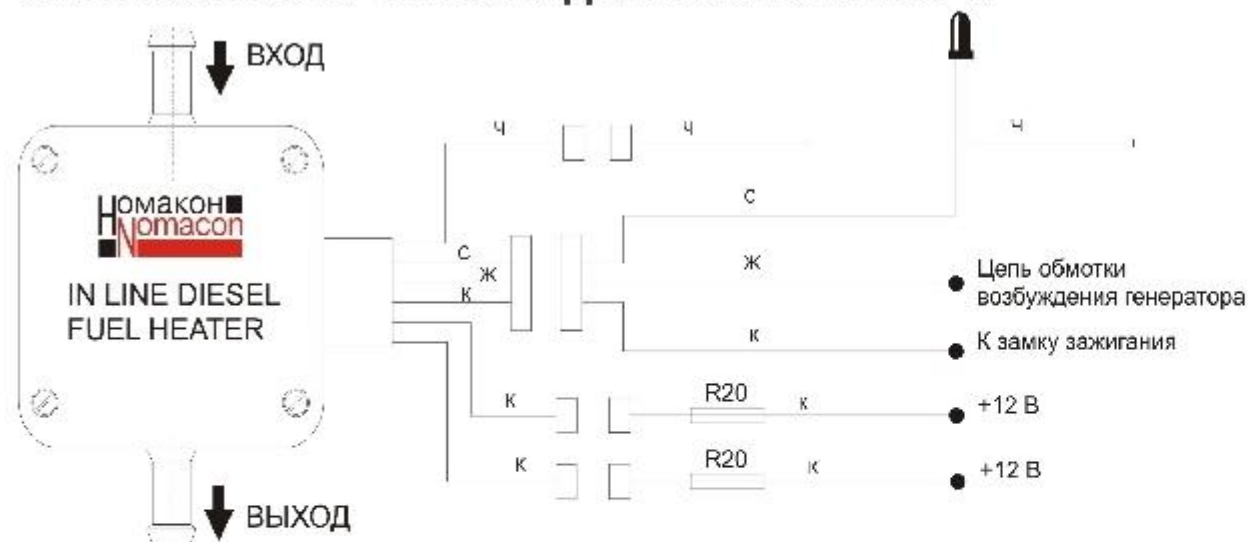 ВХОД
Ч Ч Ч
С
Номакон
Nomacon
С
Ж Ж
К
Цепь обмотки
возбуждения генератора
IN LINE DIESEL
FUEL HEATER
К К замку зажигания
К R20 К +12 В
К R20 К +12 В
ВЫХОД